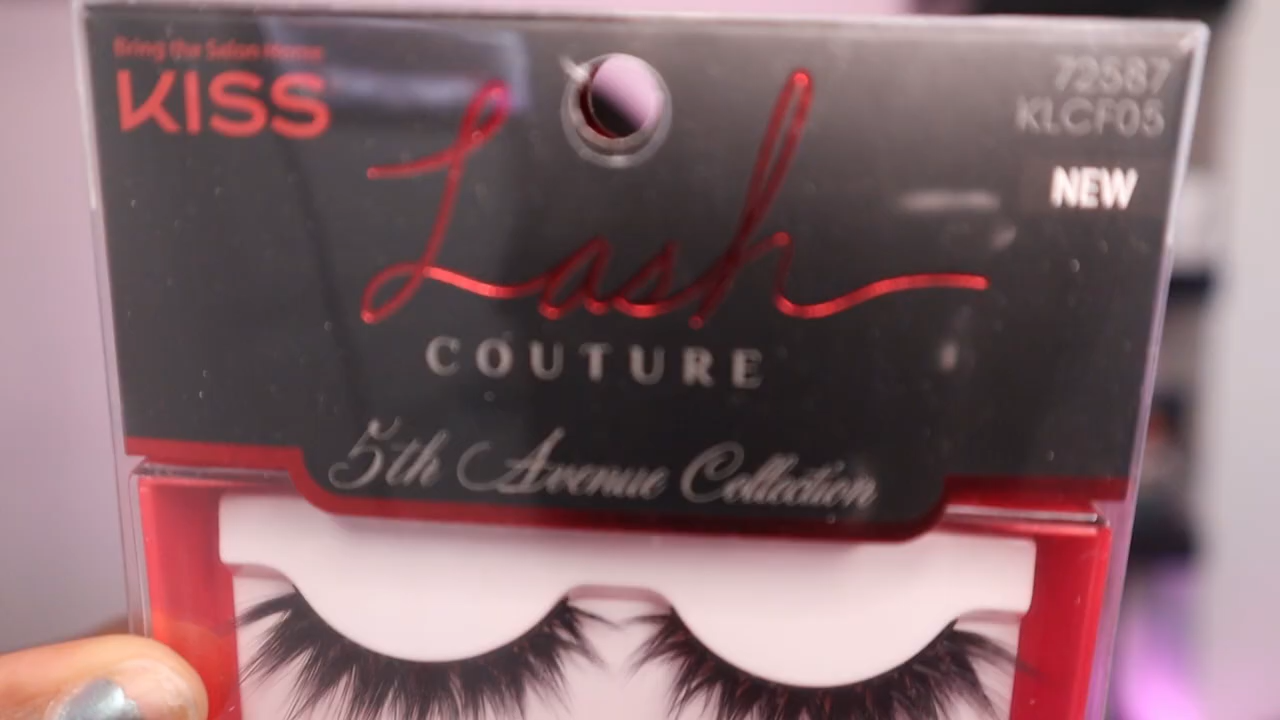 Bring the Salon Home
KISS
72587
KLCF05
NEW
Lash
COUTURE
5th Avenue Collection